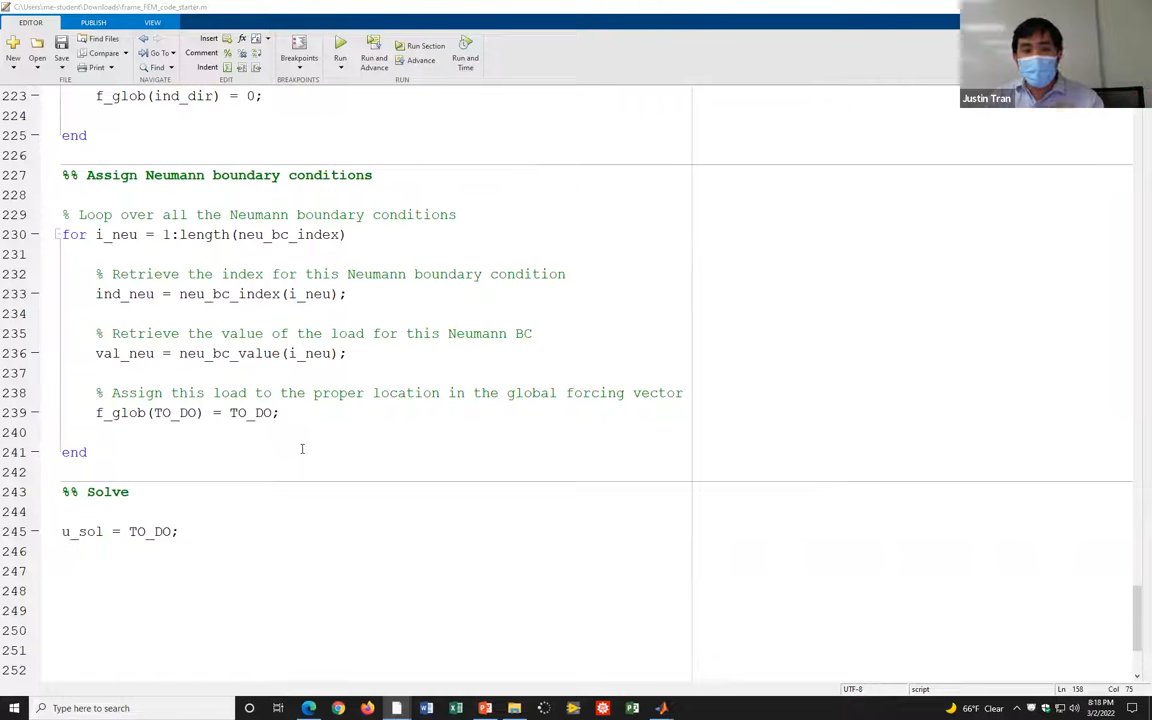 C:\Users\me-student\Downloads\frame_FEM_code_starter.m
EDITOR PUBLISH VIEW
New Open Save Find Files Compare Print Go To Find Insert Comment Indent Breakpoints Run Run and Advance Run Section Advance Run and Time
FILE NAVIGATE EDIT BREAKPOINTS RUN
Justin Tran
223 f_glob(ind_dir) = 0;
224
225 end
226
227 %% Assign Neumann boundary conditions
228
229 % Loop over all the Neumann boundary conditions
230 for i_neu = 1:length(neu_bc_index)
231
232 % Retrieve the index for this Neumann boundary condition
233 ind_neu = neu_bc_index(i_neu);
234
235 % Retrieve the value of the load for this Neumann BC
236 val_neu = neu_bc_value(i_neu);
237
238 % Assign this load to the proper location in the global forcing vector
239 f_glob(TO_DO) = TO_DO;
240
241 end
242
243 %% Solve
244
245 u_sol = TO_DO;
246
247
248
249
250
251
252
UTF-8 script Ln 158 Col 75
Type here to search 66°F Clear 8:18 PM
3/2/2022